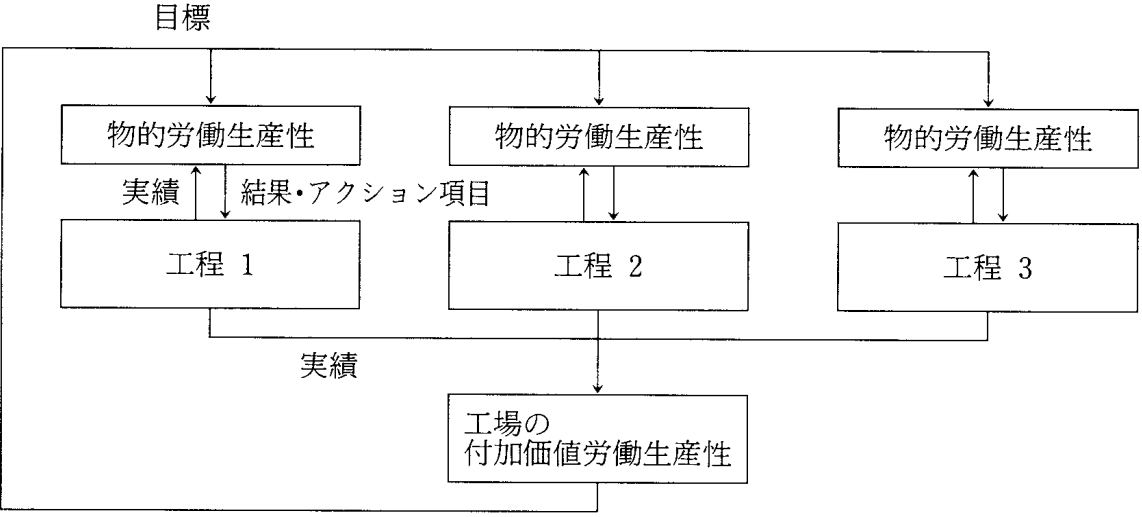 目標
物的労働生産性
物的労働生産性
物的労働生産性
実績
結果・アクション項目
工程 1
工程 2
工程 3
実績
工場の
付加価値労働生産性